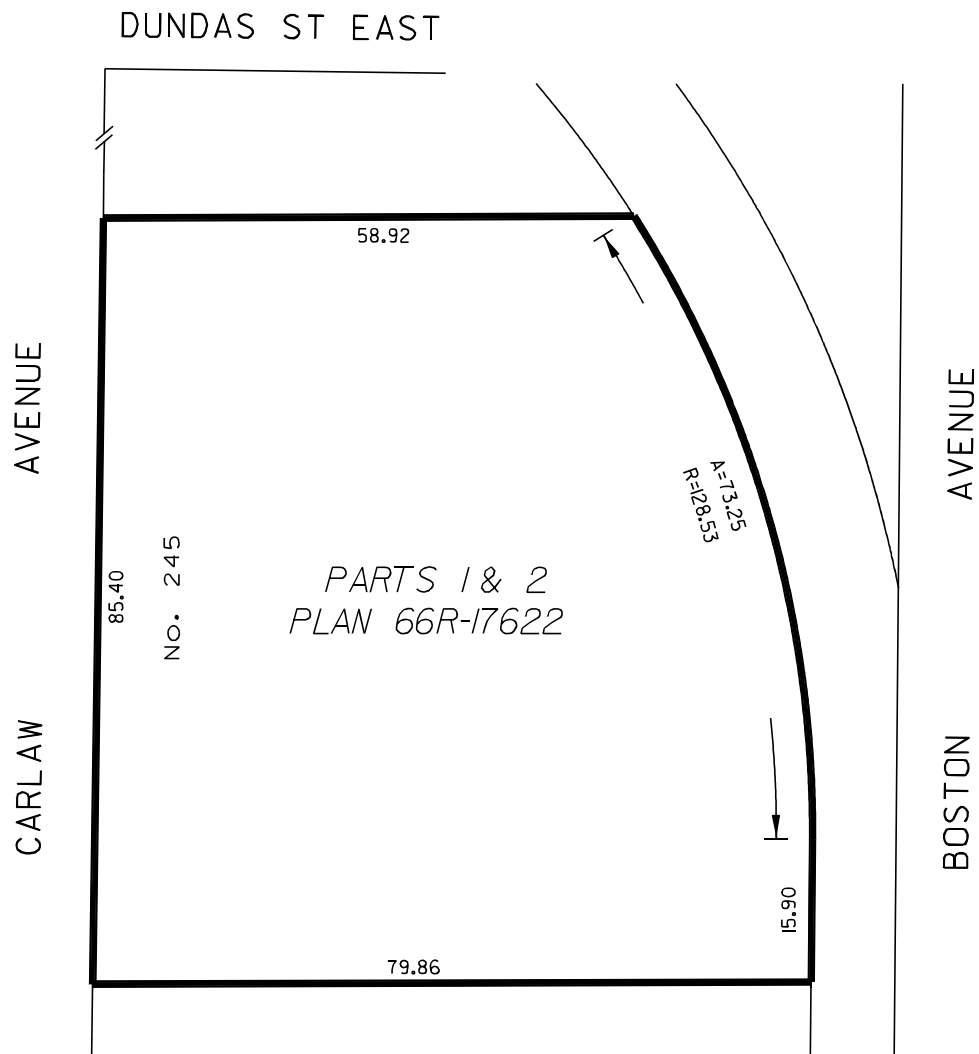 DUNDAS ST EAST
58.92
AVENUE
AVENUE
A=73.25
R=128.53
No. 245
85.40
PARTS 1 & 2
PLAN 66R-17622
CARLAW
BOSTON
15.90
79.86